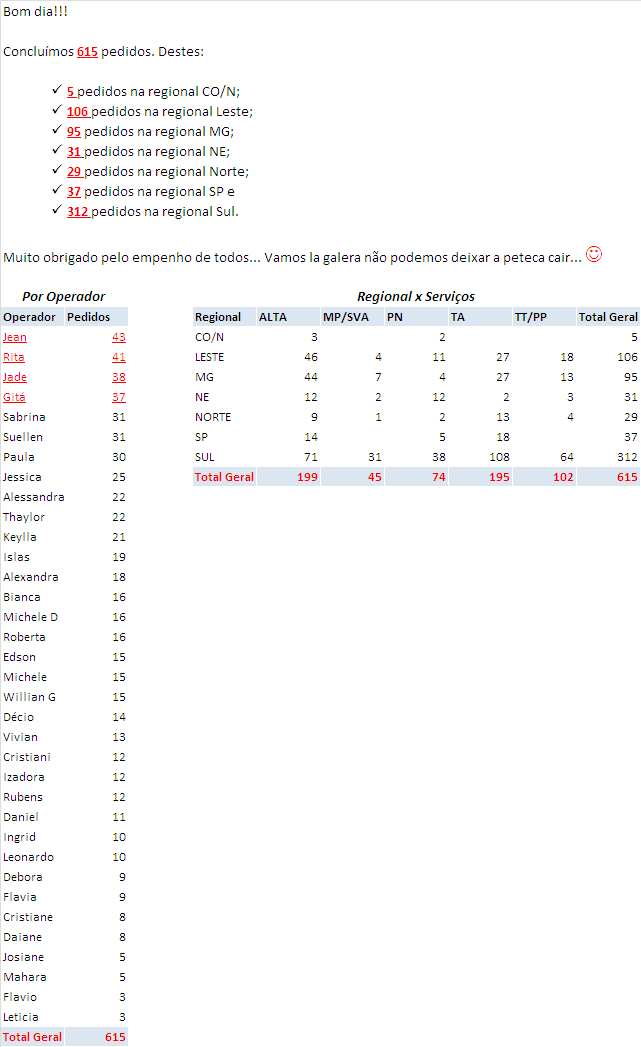 Bom dia!!!
Concluímos 615 pedidos. Destes:
✓ 5 pedidos na regional CO/N;
✓ 106 pedidos na regional Leste;
✓ 95 pedidos na regional MG;
✓ 31 pedidos na regional NE;
✓ 29 pedidos na regional Norte;
✓ 37 pedidos na regional SP e
✓ 312 pedidos na regional Sul.
Muito obrigado pelo empenho de todos... Vamos la galera não podemos deixar a peteca cair... ☺
Por Operador
Operador Pedidos
Jean 43
Rita 41
Jade 38
Gitá 37
Sabrina 31
Suellen 31
Paula 30
Jessica 25
Alessandra 22
Thaylor 22
Keylla 21
Islas 19
Alexandra 18
Bianca 16
Michele D 16
Roberta 16
Edson 15
Michele 15
Willian G 15
Décio 14
Vivian 13
Cristiani 12
Izadora 12
Rubens 12
Daniel 11
Ingrid 10
Leonardo 10
Debora 9
Flavia 9
Cristiane 8
Daiane 8
Josiane 5
Mahara 5
Flavio 3
Leticia 3
Total Geral 615
Regional x Serviços
Regional ALTA MP/SVA PN TA TT/PP Total Geral
CO/N 3 2 5
LESTE 46 4 11 27 18 106
MG 44 7 4 27 13 95
NE 12 2 12 2 3 31
NORTE 9 1 2 13 4 29
SP 14 5 18 37
SUL 71 31 38 108 64 312
Total Geral 199 45 74 195 102 615